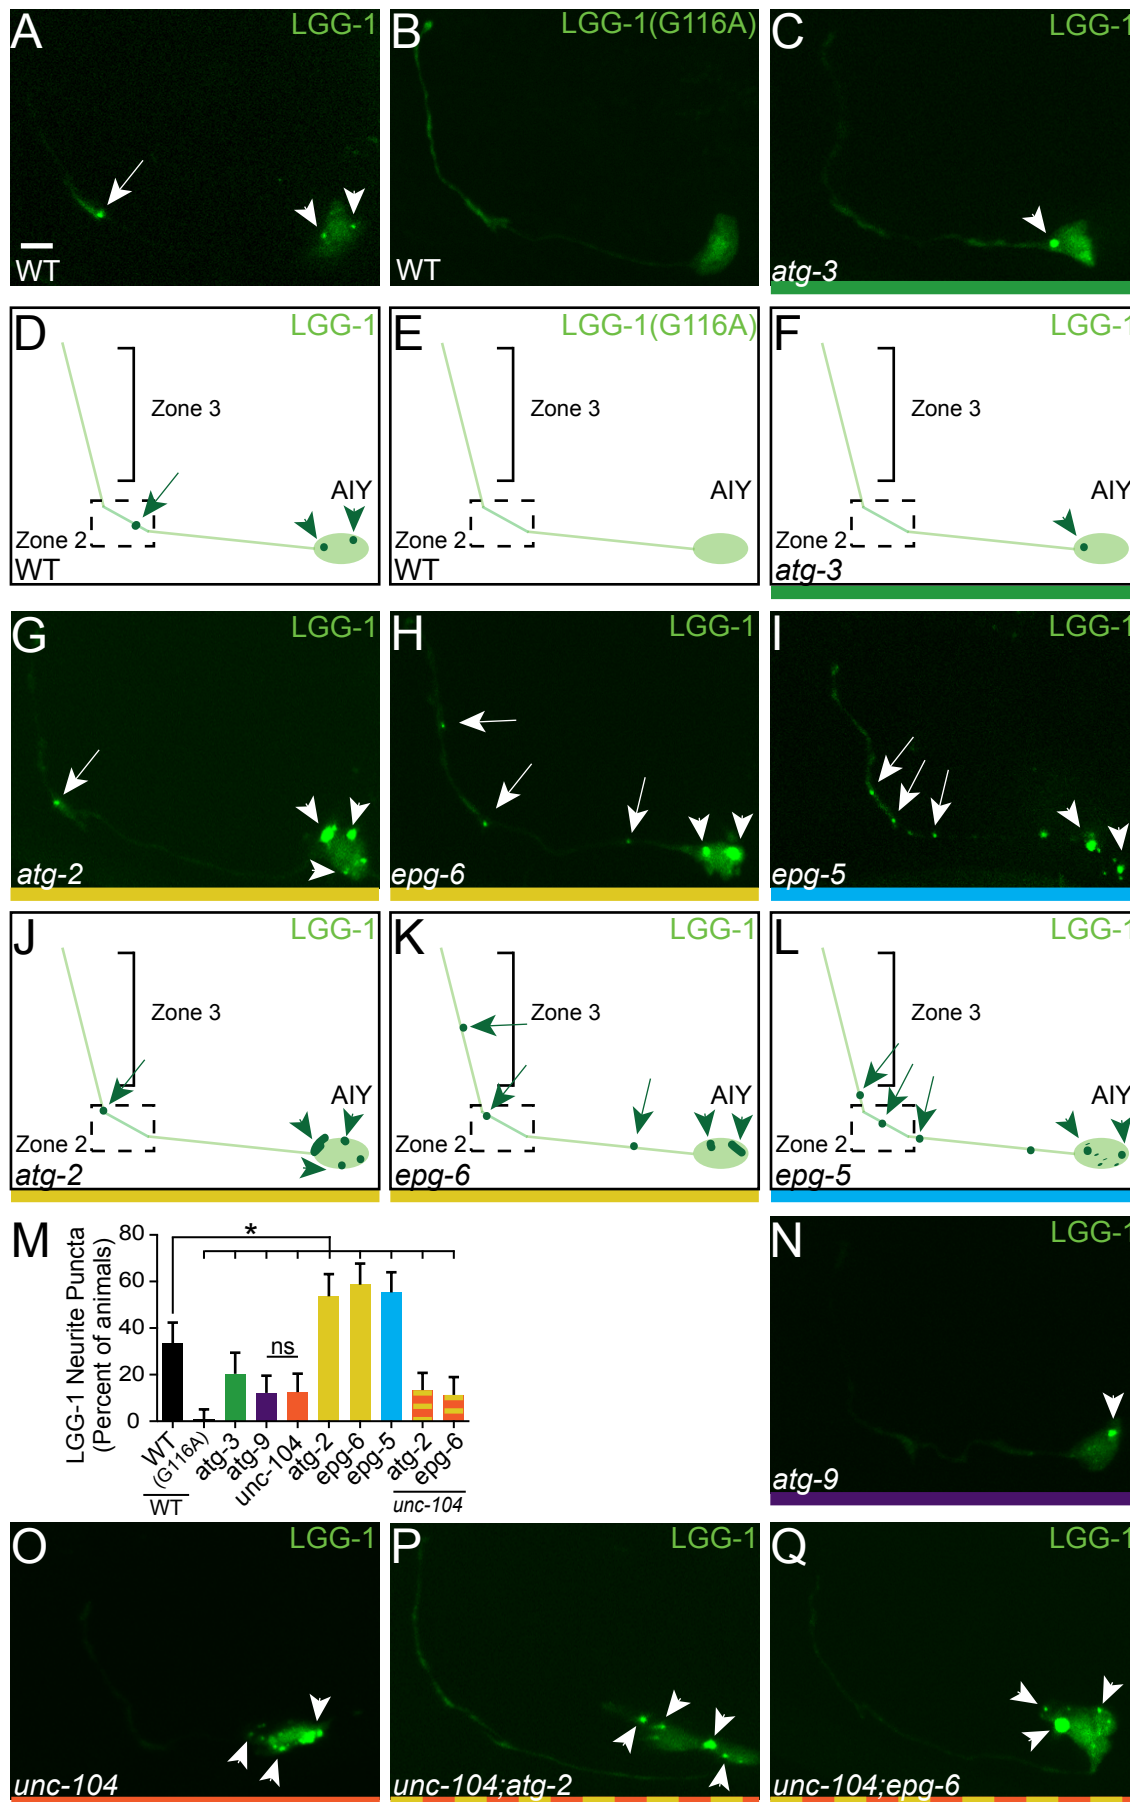 A LGG-1
WT
B LGG-1(G116A)
WT
C LGG-1
atg-3
D LGG-1
Zone 3
AIY
Zone 2
WT
E LGG-1(G116A)
Zone 3
AIY
Zone 2
WT
F LGG-1
Zone 3
AIY
Zone 2
atg-3
G LGG-1
atg-2
H LGG-1
epg-6
I LGG-1
epg-5
J LGG-1
Zone 3
AIY
Zone 2
atg-2
K LGG-1
Zone 3
AIY
Zone 2
epg-6
L LGG-1
Zone 3
AIY
Zone 2
epg-5
M
LGG-1 Neurite Puncta
(Percent of animals)
80
60
40
20
0
*
ns
WT
(G116A)
atg-3
atg-9
unc-104
atg-2
epg-6
epg-5
atg-2
epg-6
WT
unc-104
N LGG-1
atg-9
O LGG-1
unc-104
P LGG-1
unc-104;atg-2
Q LGG-1
unc-104;epg-6